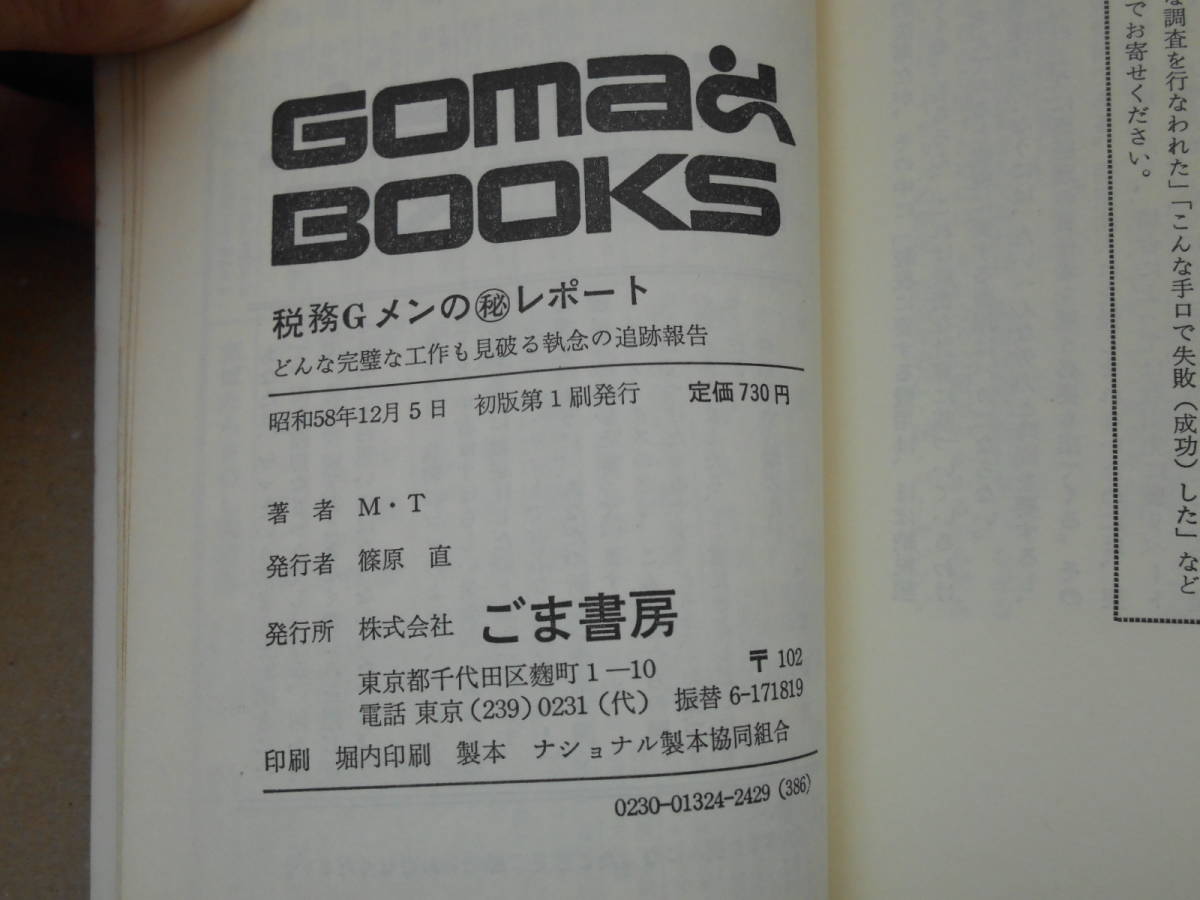 な調査を行なわれた」「こんな手口で失敗（成功）した」など
でお寄せください。
GOMA
BOOKS
税務Gメンの㊙レポート
どんな完璧な工作も見破る執念の追跡報告
昭和58年12月5日 初版第1刷発行 定価730円
著者 M・T
発行者 篠原 直
発行所 株式会社 ごま書房
東京都千代田区麴町1—10 〒102
電話 東京（239）0231（代） 振替 6-171819
印刷 堀内印刷 製本 ナショナル製本協同組合
0230-01324-2429 (386)